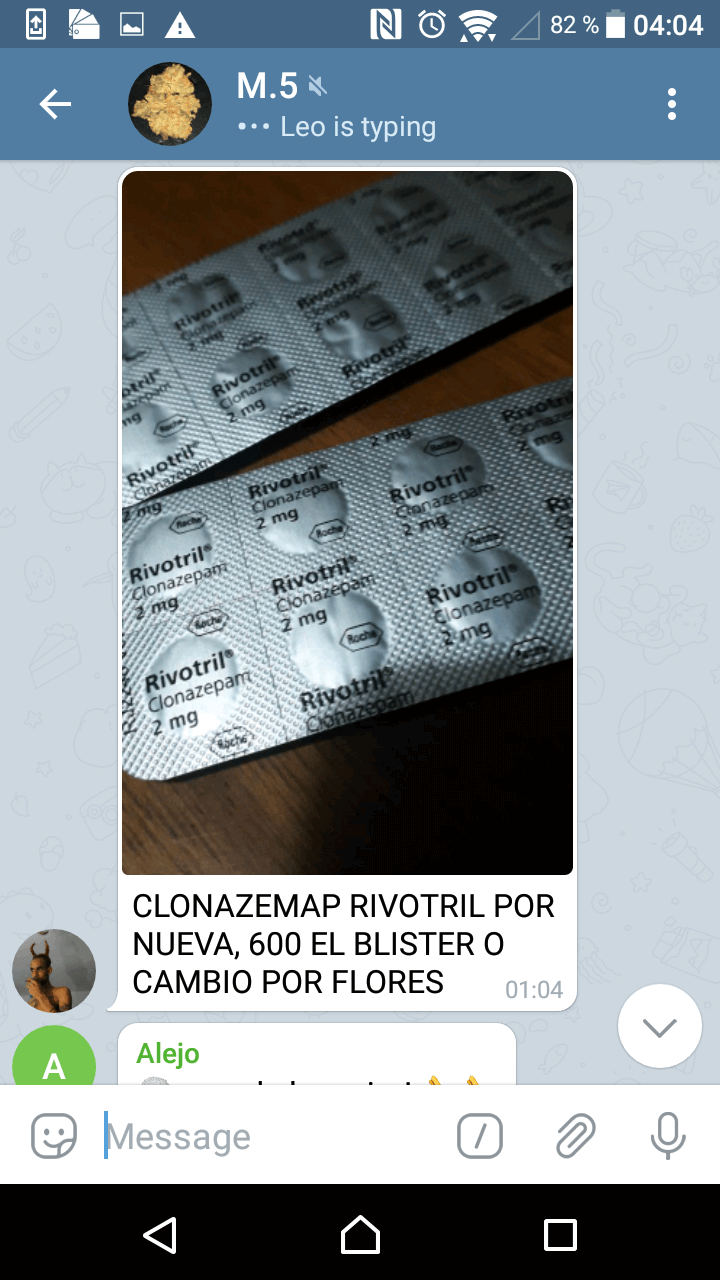 82 % 04:04
M.5
Leo is typing
Rivotril®
Clonazepam
2 mg
Roche
Rivotril®
Clonazepam
2 mg
Roche
Rivotril®
Clonazepam
2 mg
Roche
Rivotril®
Clonazepam
2 mg
Roche
Rivotril®
Clonazepam
2 mg
Roche
Rivotril®
Clonazepam
2 mg
Roche
Rivotril®
Clonazepam
2 mg
Roche
Rivotril®
Clonazepam
CLONAZEMAP RIVOTRIL POR
NUEVA, 600 EL BLISTER O
CAMBIO POR FLORES
01:04
A
Alejo
Message